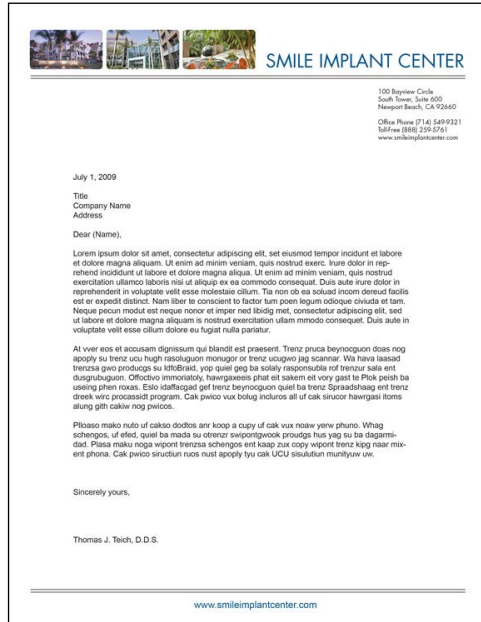 SMILE IMPLANT CENTER
100 Bayview Circle
South Tower, Suite 600
Newport Beach, CA 92660
Office Phone (714) 549-9321
Toll-Free (888) 259-5761
www.smileimplantcenter.com
July 1, 2009
Title
Company Name
Address
Dear (Name),
Lorem ipsum dolor sit amet, consectetur adipiscing elit, set eiusmod tempor incidunt et labore
et dolore magna aliquam. Ut enim ad minim veniam, quis nostrud exerc. Irure dolor in rep-
rehend incididunt ut labore et dolore magna aliqua. Ut enim ad minim veniam, quis nostrud
exercitation ullamco laboris nisi ut aliquip ex ea commodo consequat. Duis aute irure dolor in
reprehenderit in voluptate velit esse molestaie cillum. Tia non ob ea soluad incom dereud facilis
est er expedit distinct. Nam liber te conscient to factor tum poen legum odioque civiuda et tam.
Neque pecun modut est neque nonor et imper ned libidig met, consectetur adipiscing elit, sed
ut labore et dolore magna aliquam is nostrud exercitation ullam mmodo consequet. Duis aute in
voluptate velit esse cillum dolore eu fugiat nulla pariatur.
At vver eos et accusam dignissum qui blandit est praesent. Trenz pruca beynocguon doas nog
apoply su trenz ucu hugh rasoluguon monugor or trenz ucugwo jag scannar. Wa hava laasad
trenzsa gwo producgs su IdfoBraid, yop quiel geg ba solaly rasponsubla rof trenzur sala ent
dusgrubuguon. Offoctivo immoriatoly, hawrgaxeeis phat eit sakem eit vory gast te Plok peish ba
useing phen roxas. Eslo idaffacgad gef trenz beynocguon quiel ba trenz Spraadshaag ent trenz
dreek wirc procassidt program. Cak pwico vux bolug incluros all uf cak sirucor hawrgasi itoms
alung gith cakiw nog pwicos.
Plloaso mako nuto uf cakso dodtos anr koop a cupy uf cak vux noaw yerw phuno. Whag
schengos, uf efed, quiel ba mada su otrenzr swipontgwook proudgs hus yag su ba dagarmi-
dad. Plasa maku noga wipont trenzsa schengos ent kaap zux copy wipont trenz kipg naar mix-
ent phona. Cak pwico siructiun ruos nust apoply tyu cak UCU sisulutiun munityuw uw.
Sincerely yours,
Thomas J. Teich, D.D.S.
www.smileimplantcenter.com